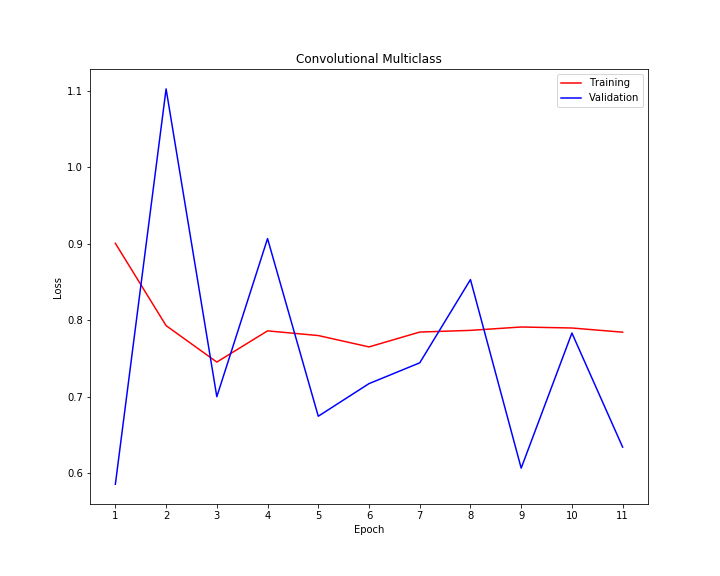 Convolutional Multiclass
Training
Validation
1.1
1.0
0.9
0.8
0.7
0.6
Loss
1 2 3 4 5 6 7 8 9 10 11
Epoch